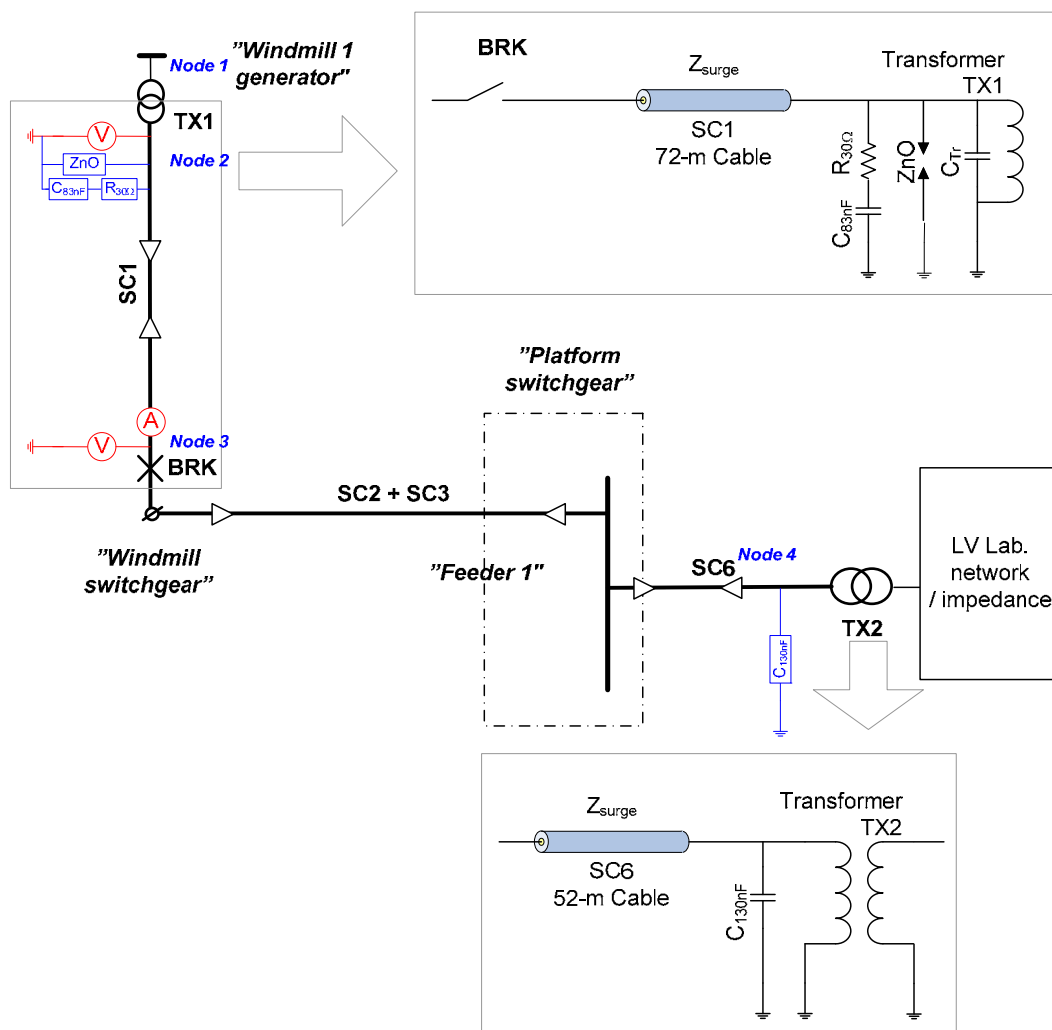 "Windmill 1
generator"
Node 1
TX1
V
Node 2
ZnO
C83nF
R30Ω
SC1
A
V
Node 3
BRK
"Windmill
switchgear"
BRK
Zsurge
SC1
72-m Cable
Transformer
TX1
R30Ω
C83nF
ZnO
CTr
"Platform
switchgear"
SC2 + SC3
"Feeder 1"
SC6
Node 4
C130nF
TX2
LV Lab.
network
/ impedance
Zsurge
SC6
52-m Cable
C130nF
Transformer
TX2